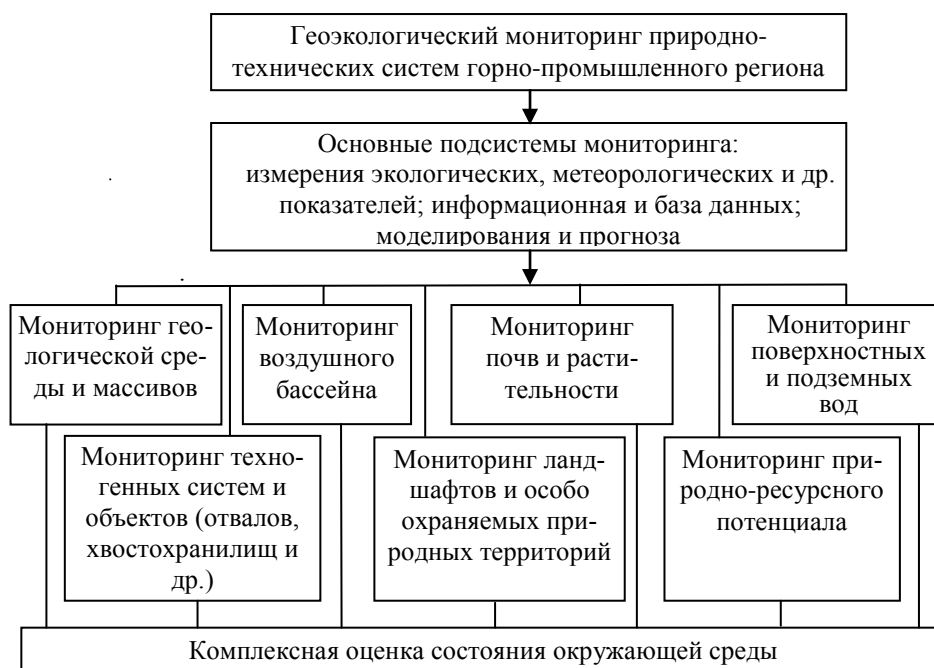 Геоэкологический мониторинг природно-
технических систем горно-промышленного региона
Основные подсистемы мониторинга:
измерения экологических, метеорологических и др.
показателей; информационная и база данных;
моделирования и прогноза
Мониторинг гео-
логической сре-
ды и массивов
Мониторинг
воздушного
бассейна
Мониторинг
почв и расти-
тельности
Мониторинг
поверхностных
и подземных
вод
Мониторинг техно-
генных систем и
объектов (отвалов,
хвостохранилищ и
др.)
Мониторинг ланд-
шафтов и особо
охраняемых при-
родных территорий
Мониторинг при-
родно-ресурсного
потенциала
Комплексная оценка состояния окружающей среды